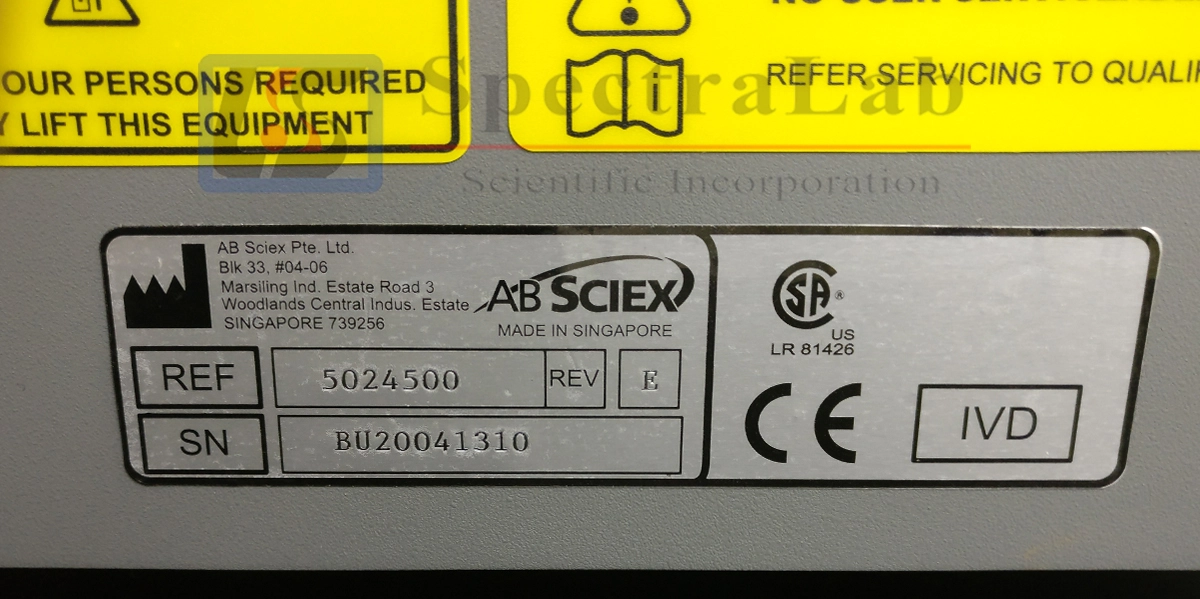 OUR PERSONS REQUIRED
LIFT THIS EQUIPMENT
REFER SERVICING TO
SpectraLab
Scientific Incorporation
AB Sciex Pte. Ltd.
Blk 33, #04-06
Marsiling Ind. Estate Road 3
Woodlands Central Indus. Estate
SINGAPORE 739256
AB SCIEX
MADE IN SINGAPORE
REF 5024500 REV E
SN BU20041310
CSA ®
US
LR 81426
CE
IVD